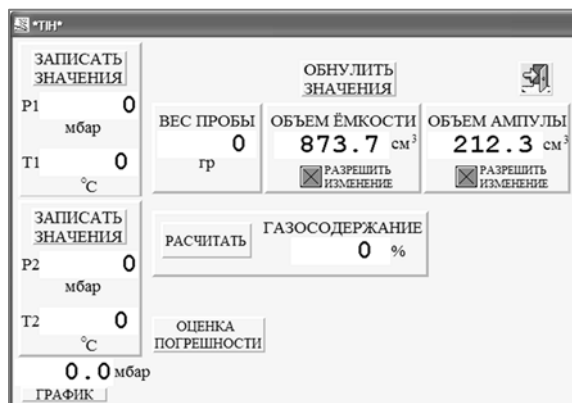 *TIH*
ЗАПИСАТЬ
ЗНАЧЕНИЯ
P1 0
мбар
T1 0
°C
ОБНУЛИТЬ
ЗНАЧЕНИЯ
ВЕС ПРОБЫ
0
гр
ОБЪЕМ ЁМКОСТИ
873.7 см³
РАЗРЕШИТЬ
ИЗМЕНЕНИЕ
ОБЪЕМ АМПУЛЫ
212.3 см³
РАЗРЕШИТЬ
ИЗМЕНЕНИЕ
ЗАПИСАТЬ
ЗНАЧЕНИЯ
P2 0
мбар
T2 0
°C
РАСЧИТАТЬ
ГАЗОСОДЕРЖАНИЕ
0 %
ОЦЕНКА
ПОГРЕШНОСТИ
0.0 мбар
ГРАФИК